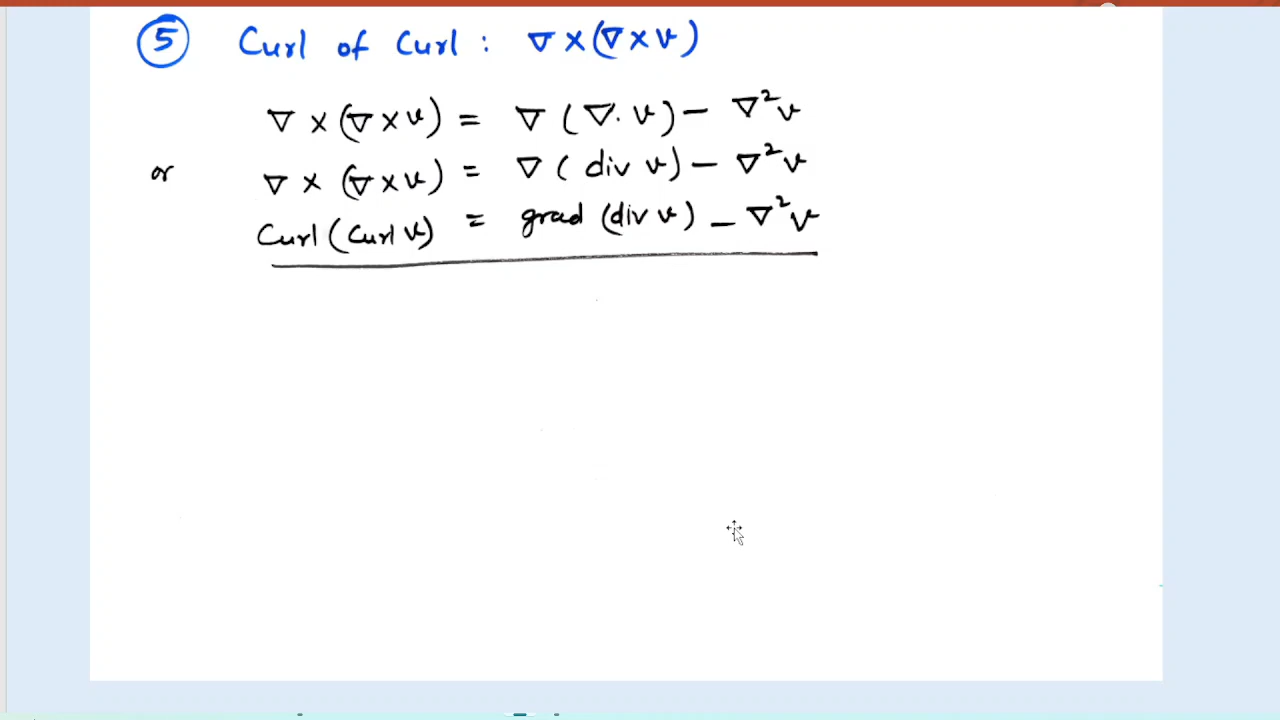 ⑤ Curl of Curl : ∇ × (∇ × v)
∇ × (∇ × v) = ∇ (∇. v) − ∇²v
or ∇ × (∇ × v) = ∇ ( div v) − ∇²v
Curl (Curl v) = grad (div v) − ∇²v